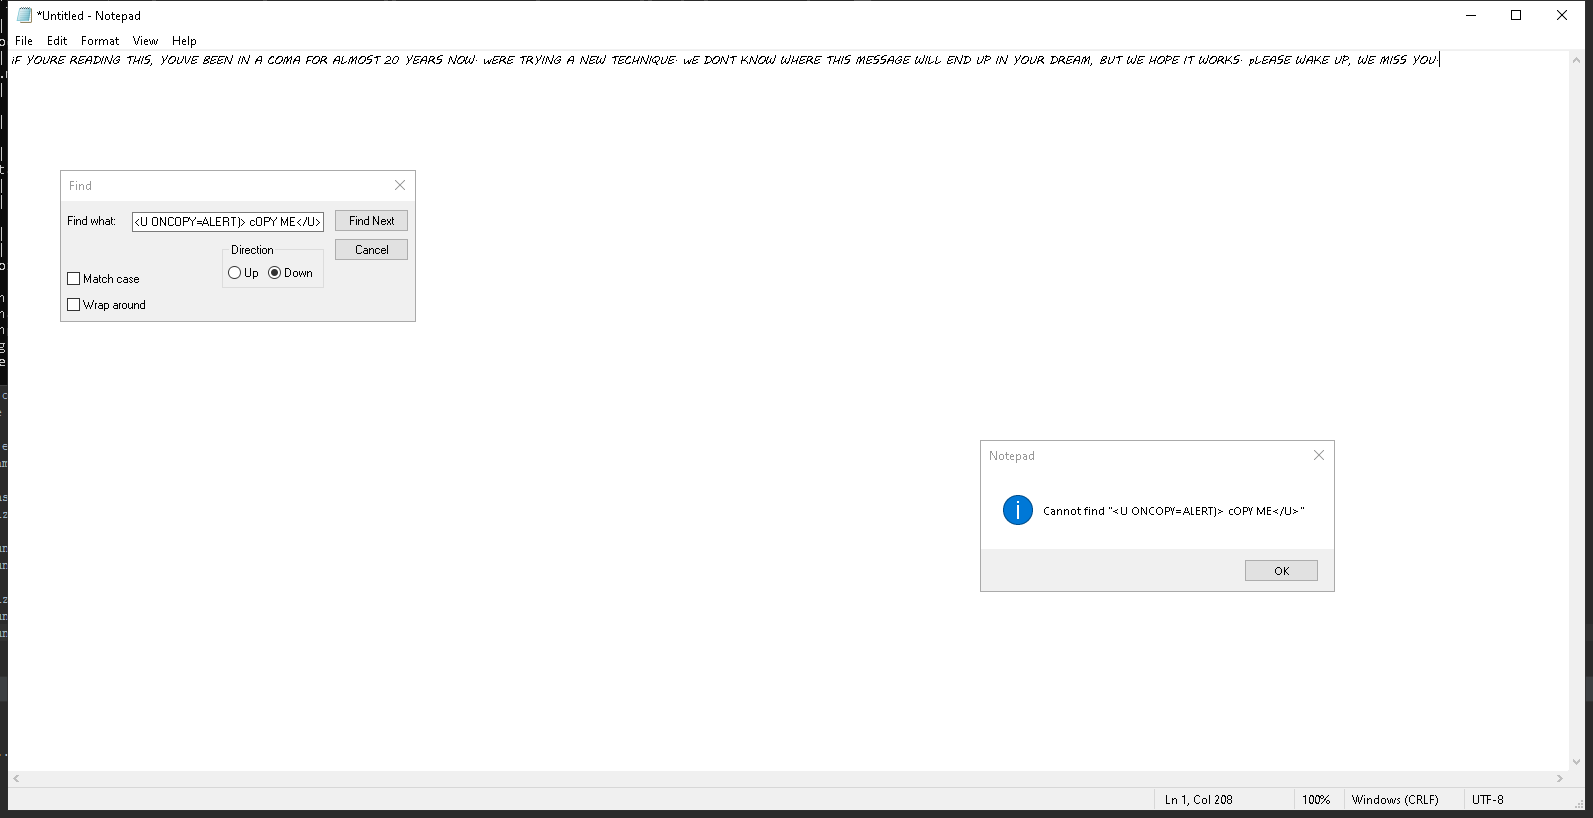 *Untitled - Notepad
File Edit Format View Help
iF YOURE READING THIS, YOUVE BEEN IN A COMA FOR ALMOST 20 YEARS NOW. wERE TRYING A NEW TECHNIQUE. wE DONT KNOW WHERE THIS MESSAGE WILL END UP IN YOUR DREAM, BUT WE HOPE IT WORKS. pLEASE WAKE UP, WE MISS YOU.
Find
Find what: <U ONCOPY=ALERT)> cOPY ME</U> Find Next
Direction Cancel
Up Down
Match case
Wrap around
Notepad
Cannot find "<U ONCOPY=ALERT)> cOPY ME</U>"
OK
Ln 1, Col 208 100% Windows (CRLF) UTF-8